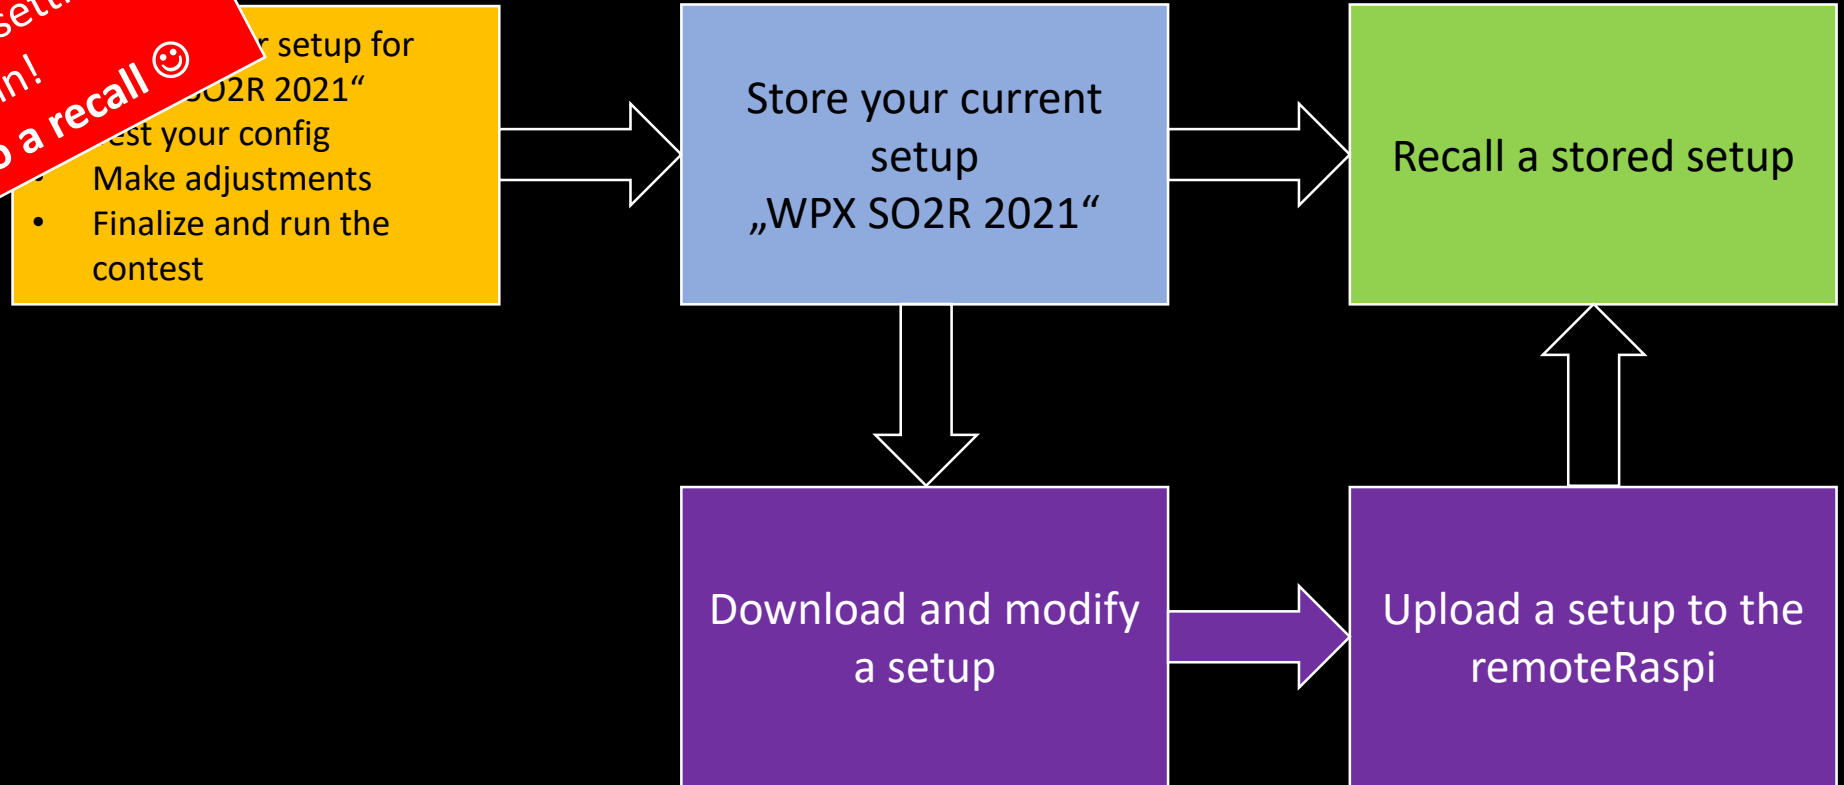 a recall ☺
setup for
SO2R 2021“
your config
• Make adjustments
• Finalize and run the
contest
Store your current
setup
„WPX SO2R 2021“
Recall a stored setup
Download and modify
a setup
Upload a setup to the
remoteRaspi